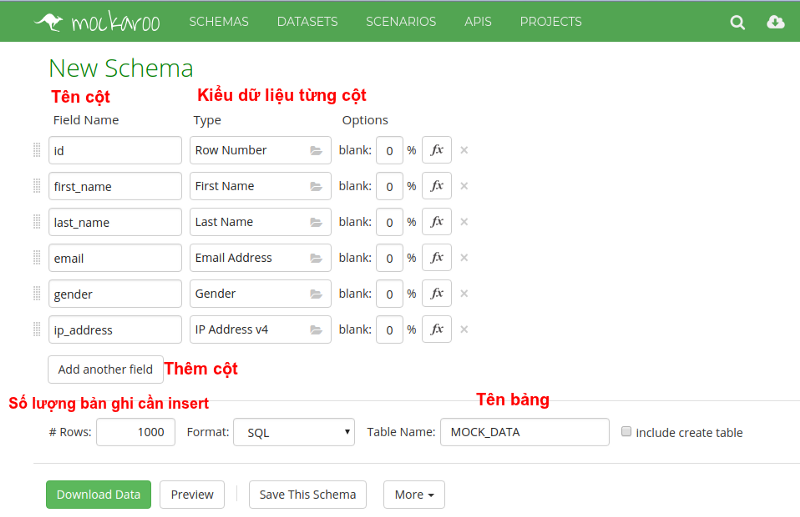 mockaroo SCHEMAS DATASETS SCENARIOS APIS PROJECTS
New Schema
Tên cột Kiểu dữ liệu từng cột
Field Name Type Options
id Row Number blank: 0 % fx ×
first_name First Name blank: 0 % fx ×
last_name Last Name blank: 0 % fx ×
email Email Address blank: 0 % fx ×
gender Gender blank: 0 % fx ×
ip_address IP Address v4 blank: 0 % fx ×
Add another field Thêm cột
Số lượng bản ghi cần insert Tên bảng
# Rows: 1000 Format: SQL Table Name: MOCK_DATA include create table
Download Data Preview Save This Schema More